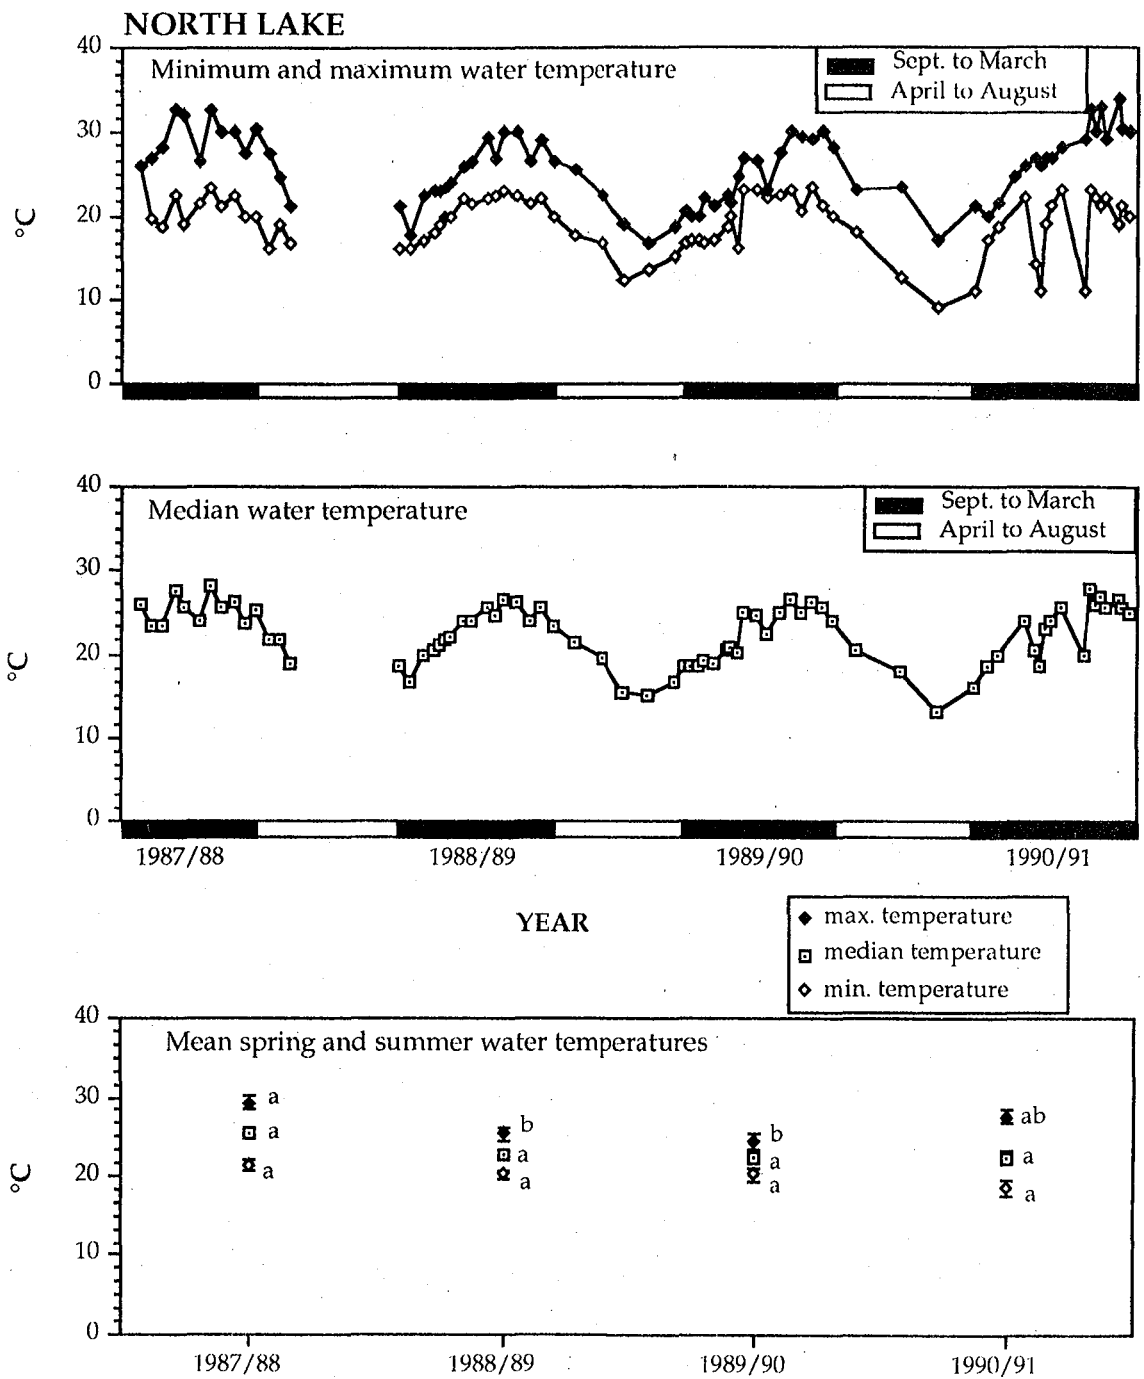 NORTH LAKE
Minimum and maximum water temperature
Sept. to March
April to August
40
30
20
10
0
°C
Median water temperature
Sept. to March
April to August
40
30
20
10
0
°C
1987/88 1988/89 1989/90 1990/91
YEAR
max. temperature
median temperature
min. temperature
Mean spring and summer water temperatures
40
30
20
10
0
°C
a
a
a
b
a
a
b
a
a
ab
a
a
1987/88 1988/89 1989/90 1990/91